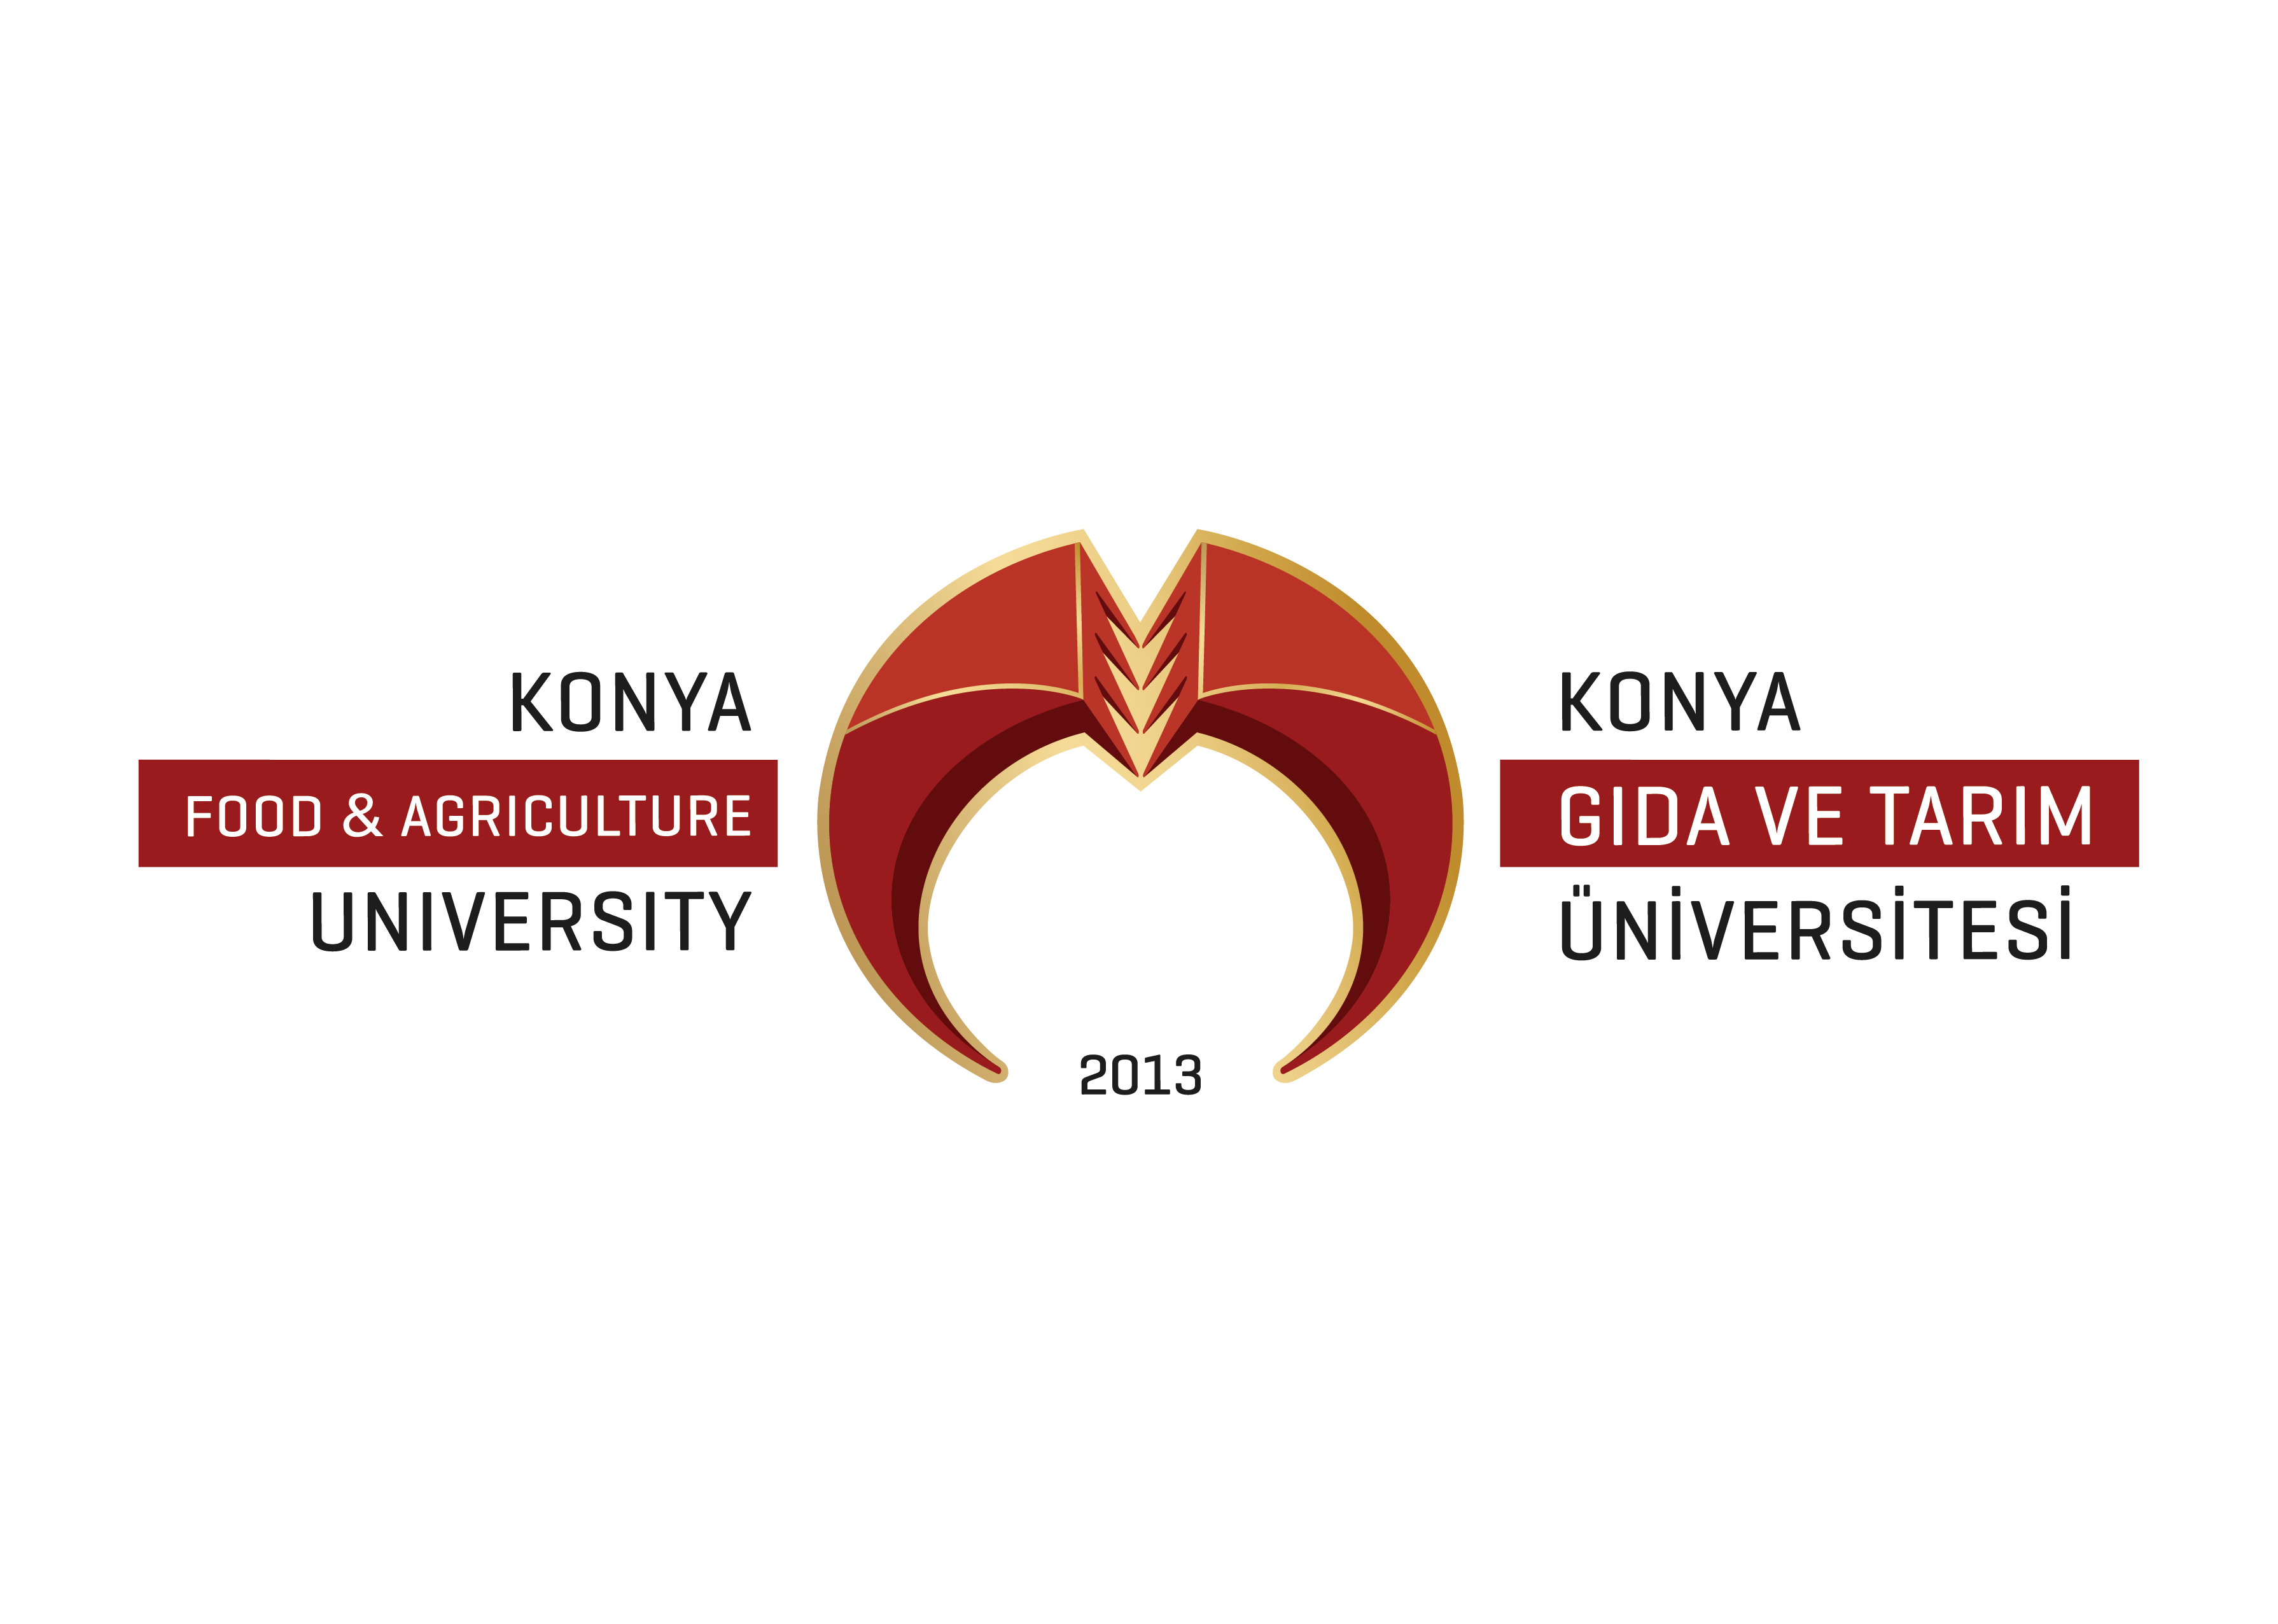 KONYA
FOOD & AGRICULTURE
UNIVERSITY
2013
KONYA
GIDA VE TARIM
ÜNİVERSİTESİ